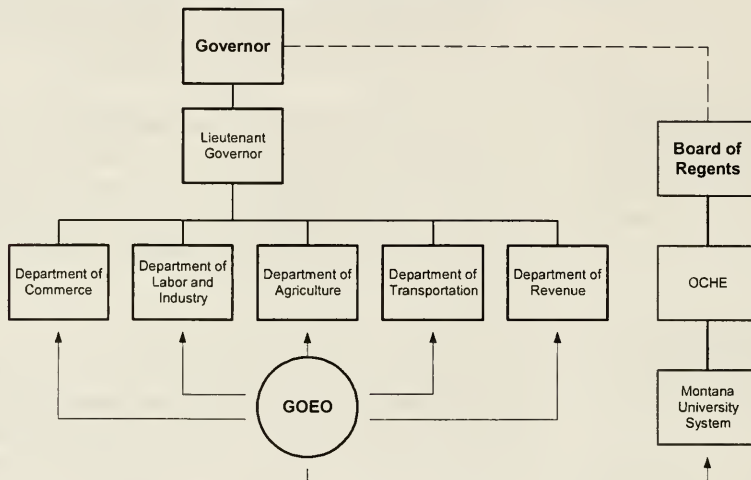 Governor
Lieutenant
Governor
Board of
Regents
Department of
Commerce
Department of
Labor and
Industry
Department of
Agriculture
Department of
Transportation
Department of
Revenue
OCHE
GOEO
Montana
University
System